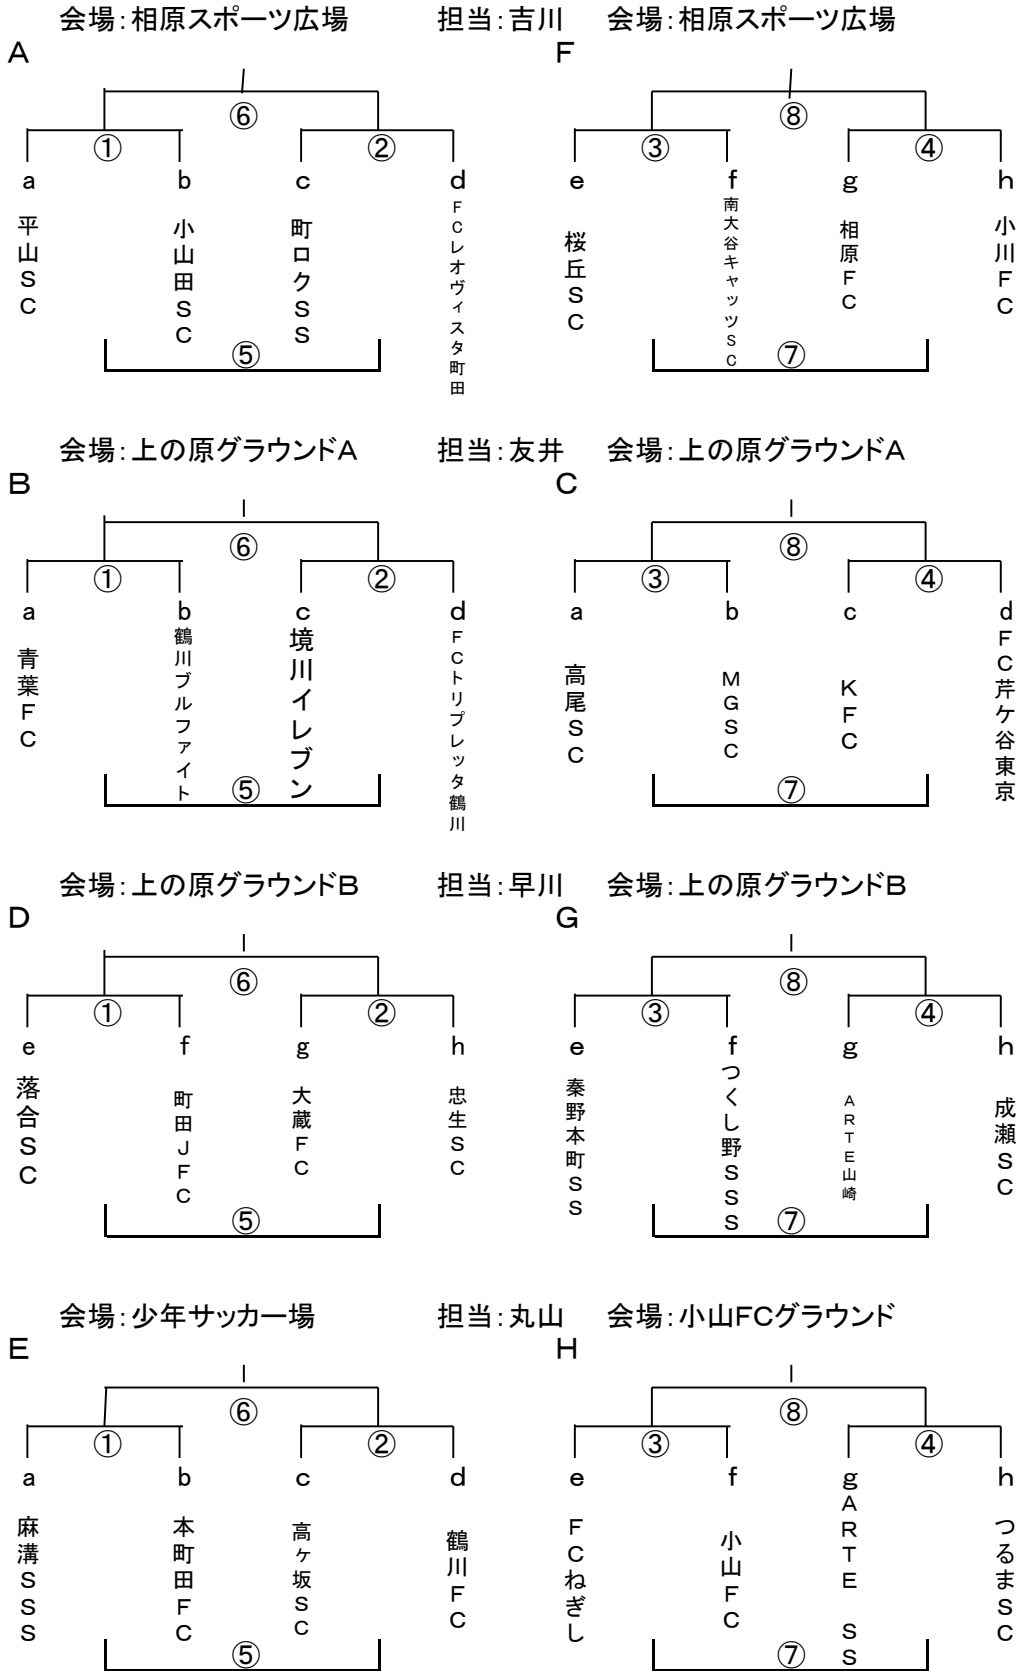 会場：相原スポーツ広場 担当：吉川 会場：相原スポーツ広場
A F
⑥ ⑧
① ② ③ ④
a b c d e f g h
平山SC
小山田SC
町ロクSS
FCレオヴィスタ町田
桜丘SC
南大谷キャッツSC
相原FC
小川FC
⑤ ⑦
会場：上の原グラウンドA 担当：友井 会場：上の原グラウンドA
B C
⑥ ⑧
① ② ③ ④
a b c d a b c d
青葉FC
鶴川ブルファイト
境川イレブン
FCトリプレッタ鶴川
高尾SC
MGSC
KFC
FC芹ケ谷東京
⑤ ⑦
会場：上の原グラウンドB 担当：早川 会場：上の原グラウンドB
D G
⑥ ⑧
① ② ③ ④
e f g h e f g h
落合SC
町田JFC
大蔵FC
忠生SC
秦野本町SS
つくし野SSS
ARTE山崎
成瀬SC
⑤ ⑦
会場：少年サッカー場 担当：丸山 会場：小山FCグラウンド
E H
⑥ ⑧
① ② ③ ④
a b c d e f g h
麻溝SSS
本町田FC
高ヶ坂SC
鶴川FC
FCねぎし
小山FC
ARTE SS
つるまSC
⑤ ⑦